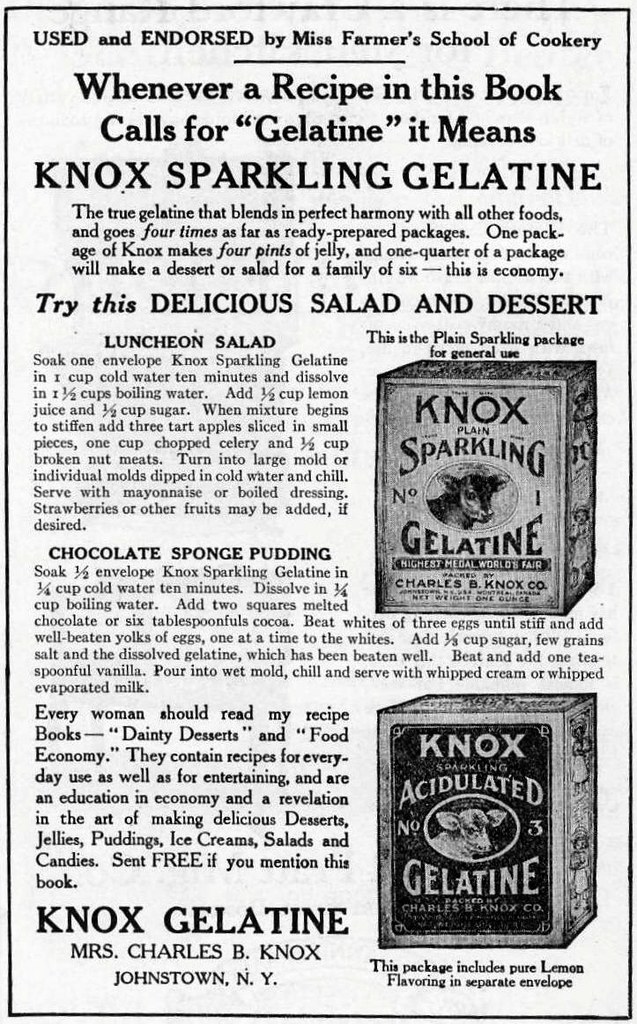 USED and ENDORSED by Miss Farmer's School of Cookery
Whenever a Recipe in this Book
Calls for "Gelatine" it Means
KNOX SPARKLING GELATINE
The true gelatine that blends in perfect harmony with all other foods,
and goes four times as far as ready-prepared packages. One pack-
age of Knox makes four pints of jelly, and one-quarter of a package
will make a dessert or salad for a family of six — this is economy.
Try this DELICIOUS SALAD AND DESSERT
LUNCHEON SALAD
Soak one envelope Knox Sparkling Gelatine
in 1 cup cold water ten minutes and dissolve
in 1 ½ cups boiling water. Add ½ cup lemon
juice and ½ cup sugar. When mixture begins
to stiffen add three tart apples sliced in small
pieces, one cup chopped celery and ½ cup
broken nut meats. Turn into large mold or
individual molds dipped in cold water and chill.
Serve with mayonnaise or boiled dressing.
Strawberries or other fruits may be added, if
desired.
This is the Plain Sparkling package
for general use
KNOX
PLAIN
SPARKLING
No 1
GELATINE
HIGHEST MEDAL WORLD'S FAIR
PACKED BY
CHARLES B. KNOX CO.
JOHNSTOWN, N.Y., U.S.A. MONTREAL, CANADA
NET WEIGHT ONE OUNCE
CHOCOLATE SPONGE PUDDING
Soak ½ envelope Knox Sparkling Gelatine in
¼ cup cold water ten minutes. Dissolve in ¼
cup boiling water. Add two squares melted
chocolate or six tablespoonfuls cocoa. Beat whites of three eggs until stiff and add
well-beaten yolks of eggs, one at a time to the whites. Add ⅓ cup sugar, few grains
salt and the dissolved gelatine, which has been beaten well. Beat and add one tea-
spoonful vanilla. Pour into wet mold, chill and serve with whipped cream or whipped
evaporated milk.
Every woman should read my recipe
Books — "Dainty Desserts" and "Food
Economy." They contain recipes for every-
day use as well as for entertaining, and are
an education in economy and a revelation
in the art of making delicious Desserts,
Jellies, Puddings, Ice Creams, Salads and
Candies. Sent FREE if you mention this
book.
KNOX GELATINE
MRS. CHARLES B. KNOX
JOHNSTOWN, N. Y.
KNOX
SPARKLING
ACIDULATED
No 3
GELATINE
PACKED BY
CHARLES B. KNOX CO.
This package includes pure Lemon
Flavoring in separate envelope